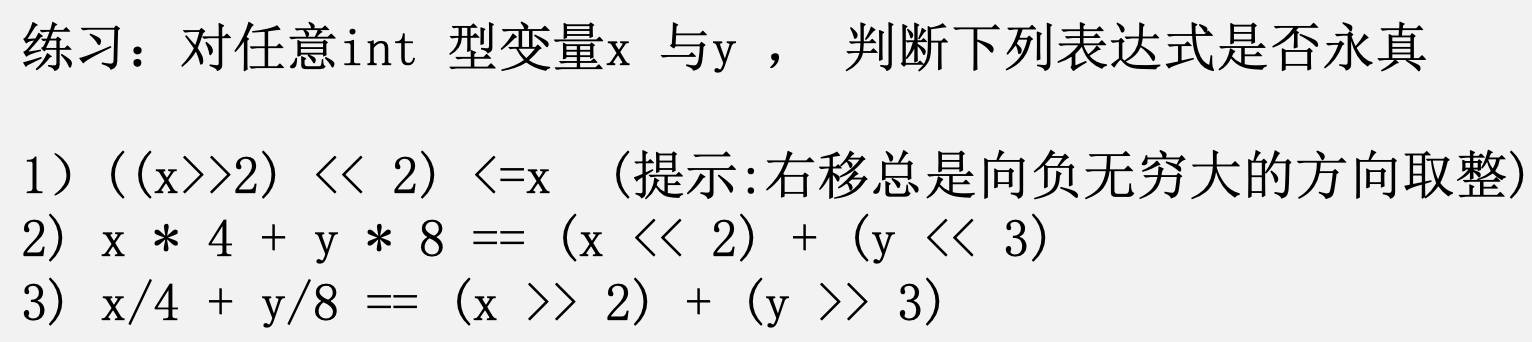 练习：对任意int 型变量x 与y ， 判断下列表达式是否永真
1）((x>>2) << 2) <=x (提示:右移总是向负无穷大的方向取整)
2) x * 4 + y * 8 == (x << 2) + (y << 3)
3) x/4 + y/8 == (x >> 2) + (y >> 3)